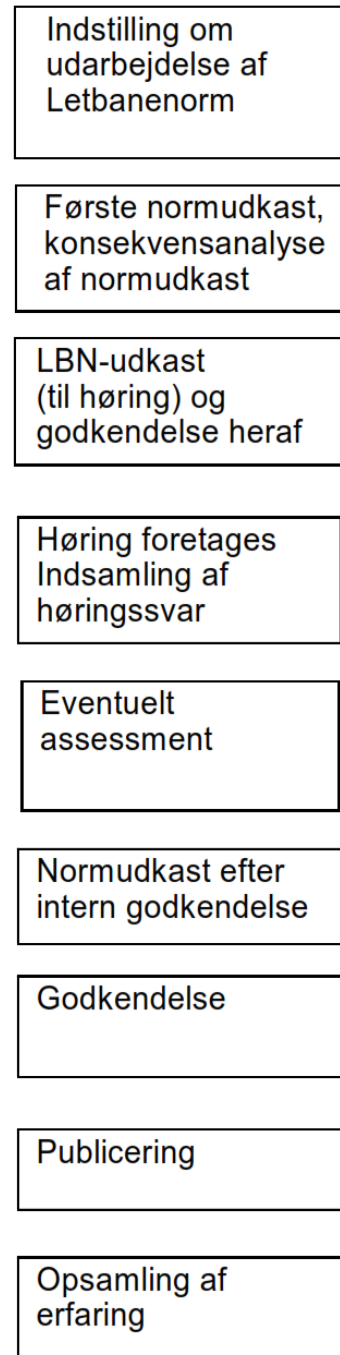 Indstilling om
udarbejdelse af
Letbanenorm
Første normudkast,
konsekvensanalyse
af normudkast
LBN-udkast
(til høring) og
godkendelse heraf
Høring foretages
Indsamling af
høringssvar
Eventuelt
assessment
Normudkast efter
intern godkendelse
Godkendelse
Publicering
Opsamling af
erfaring